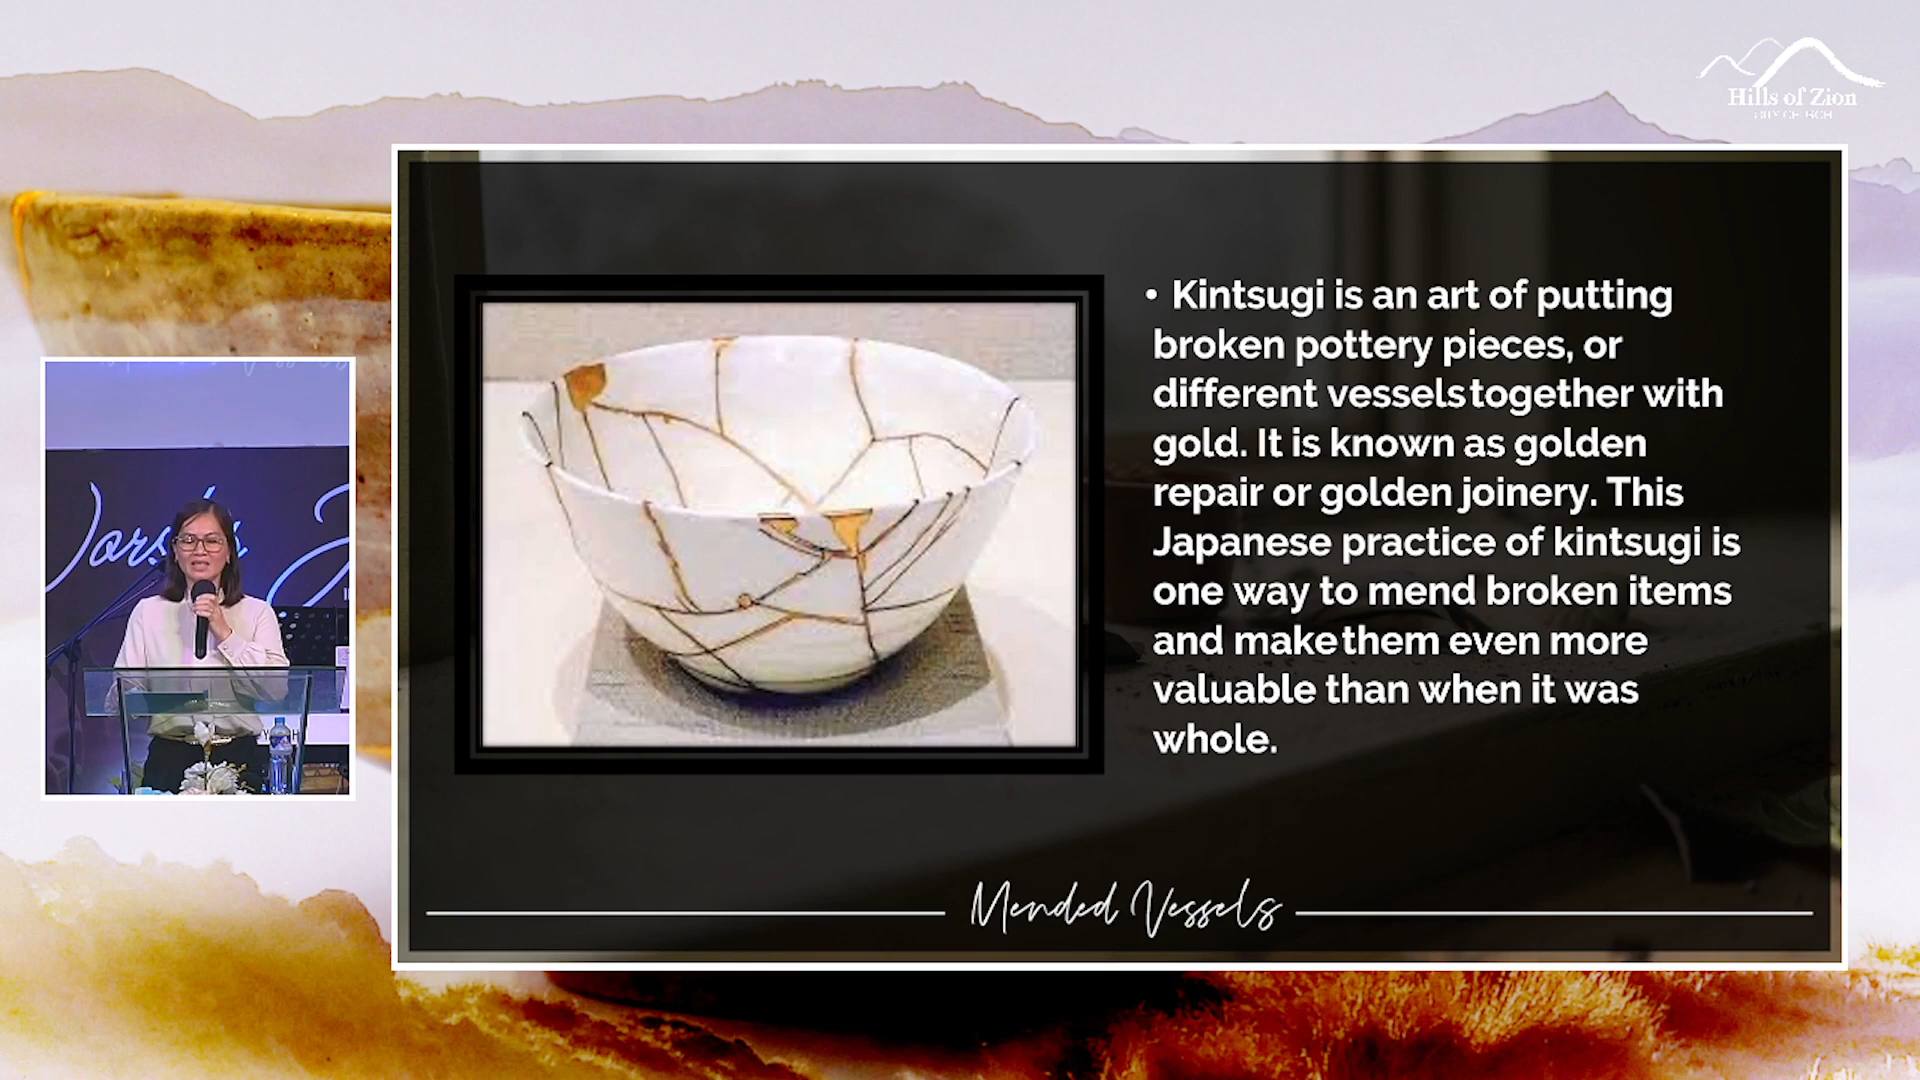 Hills of Zion
CITY CHURCH
• Kintsugi is an art of putting
broken pottery pieces, or
different vessels together with
gold. It is known as golden
repair or golden joinery. This
Japanese practice of kintsugi is
one way to mend broken items
and make them even more
valuable than when it was
whole.
Mended Vessels